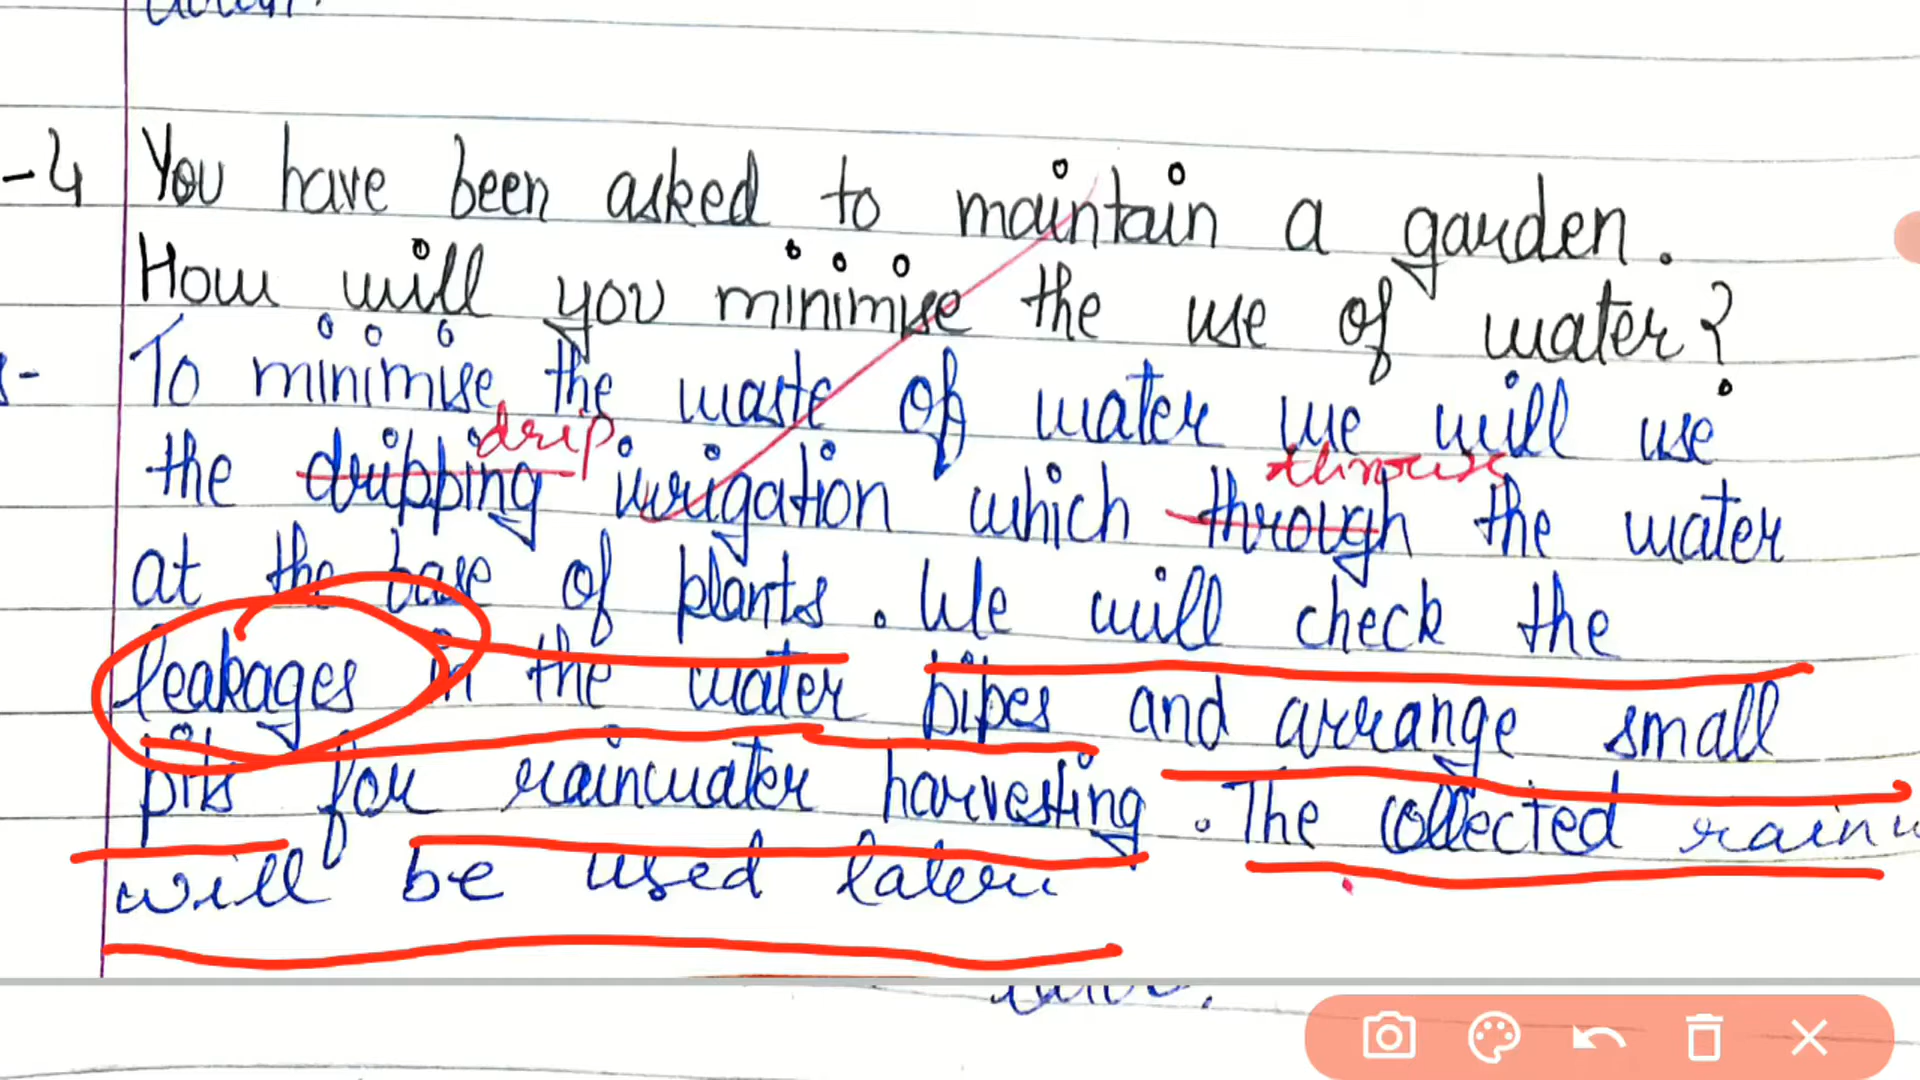 -4 You have been asked to maintain a garden.
How will you minimise the use of water?
To minimise the waste of water we will use
drip throws
the dripping irrigation which through the water
at the base of plants. We will check the
leakages in the water pipes and arrange small
pits for rainwater harvesting. The collected rain
will be used later.